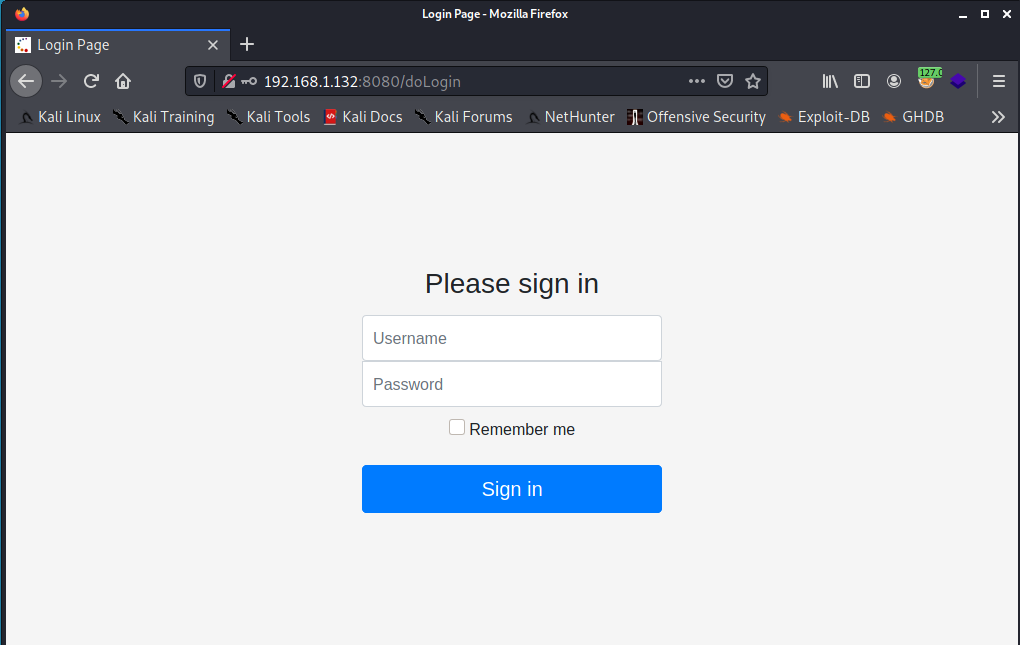 Login Page - Mozilla Firefox
Login Page
192.168.1.132:8080/doLogin
127.0
Kali Linux Kali Training Kali Tools Kali Docs Kali Forums NetHunter Offensive Security Exploit-DB GHDB
Please sign in
Username
Password
Remember me
Sign in